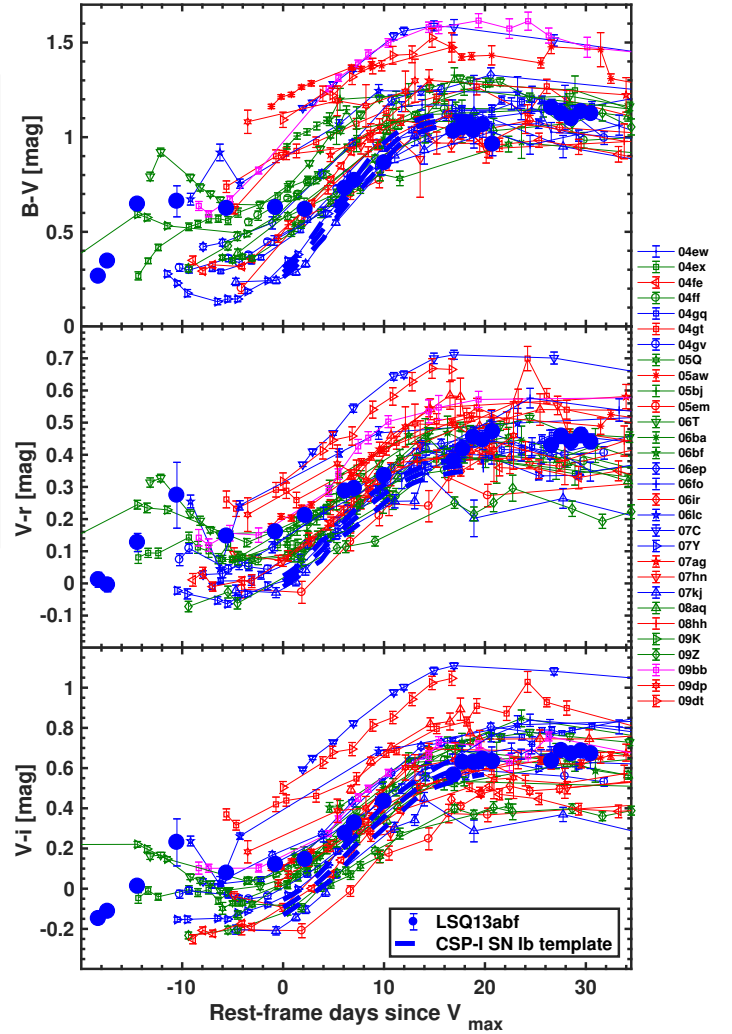 B-V [mag]
1.5
1
0.5
0
V-r [mag]
0.7
0.6
0.5
0.4
0.3
0.2
0.1
0
-0.1
V-i [mag]
1
0.8
0.6
0.4
0.2
0
-0.2
LSQ13abf
CSP-I SN Ib template
-10
0
10
20
30
Rest-frame days since V max
04ew
04ex
04fe
04ff
04gq
04gt
04gv
05Q
05aw
05bj
05em
06T
06ba
06bf
06ep
06fo
06ir
06lc
07C
07Y
07ag
07hn
07kj
08aq
08hh
09K
09Z
09bb
09dp
09dt